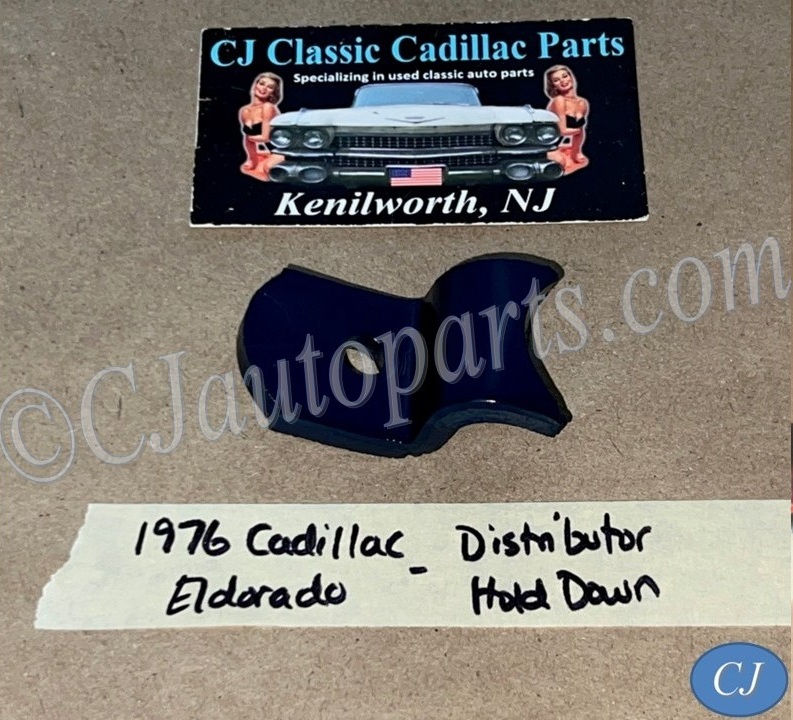 CJ Classic Cadillac Parts
Specializing in used classic auto parts
Kenilworth, NJ
©CJautoparts.com
1976 Cadillac - Distributor
Eldorado Hold Down
CJ